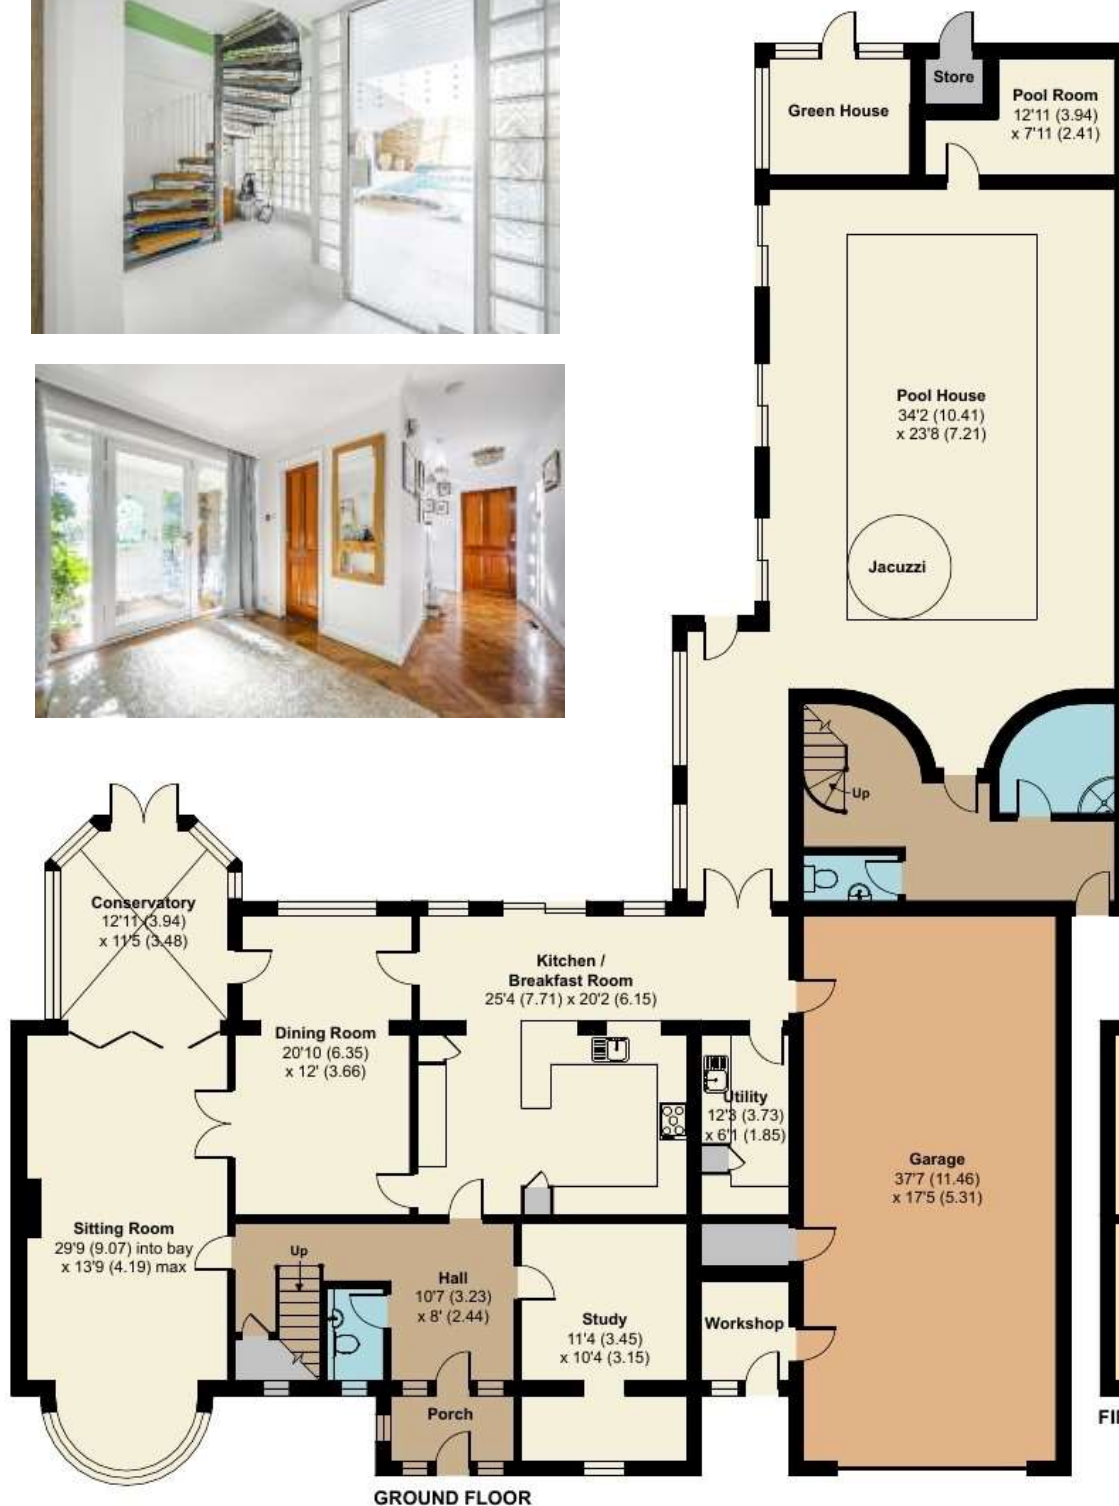 Green House
Store
Pool Room
12'11 (3.94)
x 7'11 (2.41)
Pool House
34'2 (10.41)
x 23'8 (7.21)
Jacuzzi
Up
Conservatory
12'11 (3.94)
x 11'5 (3.48)
Kitchen /
Breakfast Room
25'4 (7.71) x 20'2 (6.15)
Dining Room
20'10 (6.35)
x 12' (3.66)
Utility
12'3 (3.73)
x 6'1 (1.85)
Garage
37'7 (11.46)
x 17'5 (5.31)
Sitting Room
29'9 (9.07) into bay
x 13'9 (4.19) max
Up
Hall
10'7 (3.23)
x 8' (2.44)
Study
11'4 (3.45)
x 10'4 (3.15)
Workshop
Porch
GROUND FLOOR